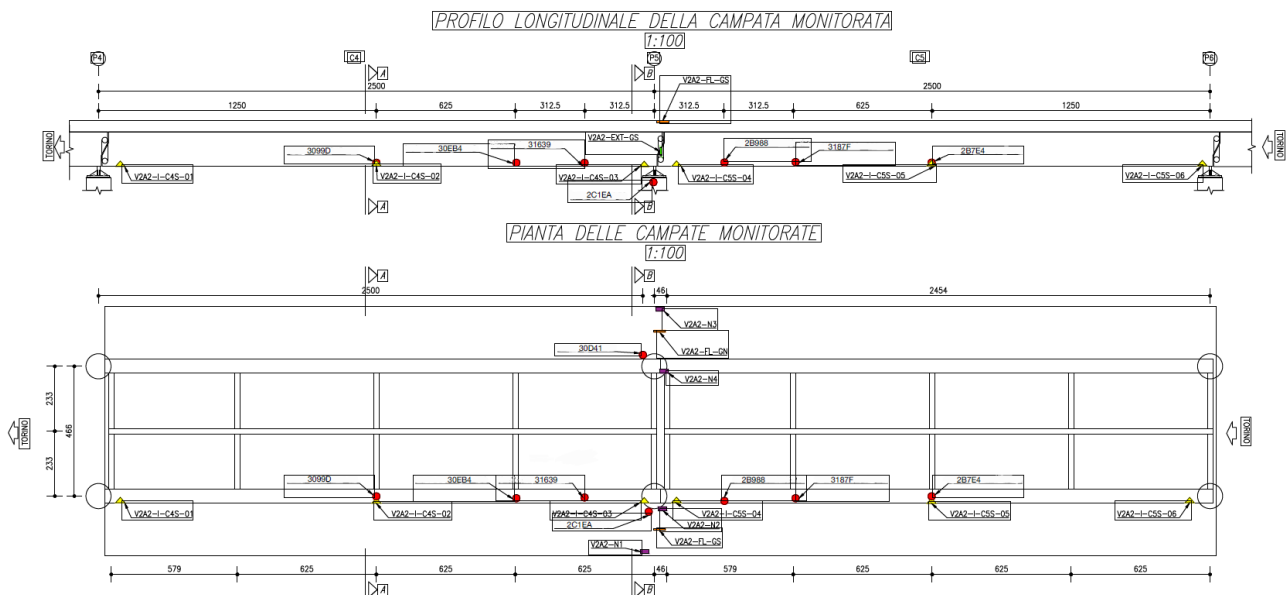 PROFILO LONGITUDINALE DELLA CAMPATA MONITORATA
1:100
P4 C4 A B P5 C5 P6
2500 2500
V2A2-FL-GS
1250 625 312.5 312.5 312.5 312.5 625 1250
TORINO TORINO
V2A2-EXT-GS
3099D 30EB4 31639 2B988 3187F 2B7E4
V2A2-I-C4S-01 V2A2-I-C4S-02 V2A2-I-C4S-03 V2A2-I-C5S-04 V2A2-I-C5S-05 V2A2-I-C5S-06
2C1EA
A B
PIANTA DELLE CAMPATE MONITORATE
1:100
A B
2500 46 2454
V2A2-N3
30D41 V2A2-FL-GN
V2A2-N4
233
466
233
TORINO TORINO
3099D 30EB4 31639 2B988 3187F 2B7E4
V2A2-I-C4S-01 V2A2-I-C4S-02 V2A2-I-C4S-03 V2A2-I-C5S-04 V2A2-I-C5S-05 V2A2-I-C5S-06
2C1EA V2A2-N2
V2A2-N1 V2A2-FL-GS
579 625 625 625 46 579 625 625 625
A B